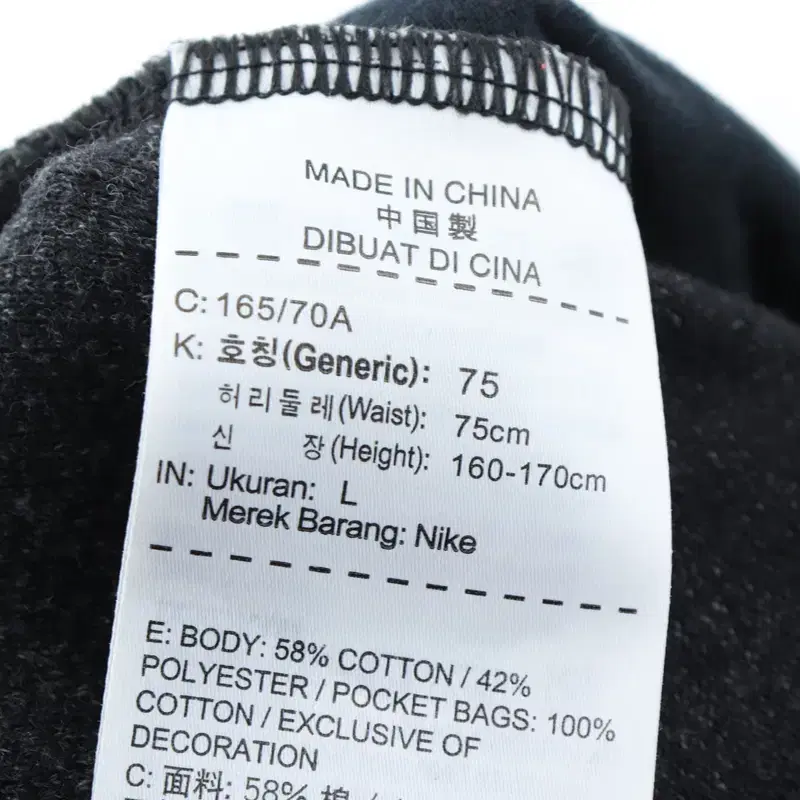 MADE IN CHINA
中国製
DIBUAT DI CINA
C: 165/70A
K: 호칭(Generic): 75
허리둘레(Waist): 75cm
신 장(Height): 160-170cm
IN: Ukuran: L
Merek Barang: Nike
E: BODY: 58% COTTON / 42%
POLYESTER / POCKET BAGS: 100%
COTTON / EXCLUSIVE OF
DECORATION
C: 面料: 58% 棉 /